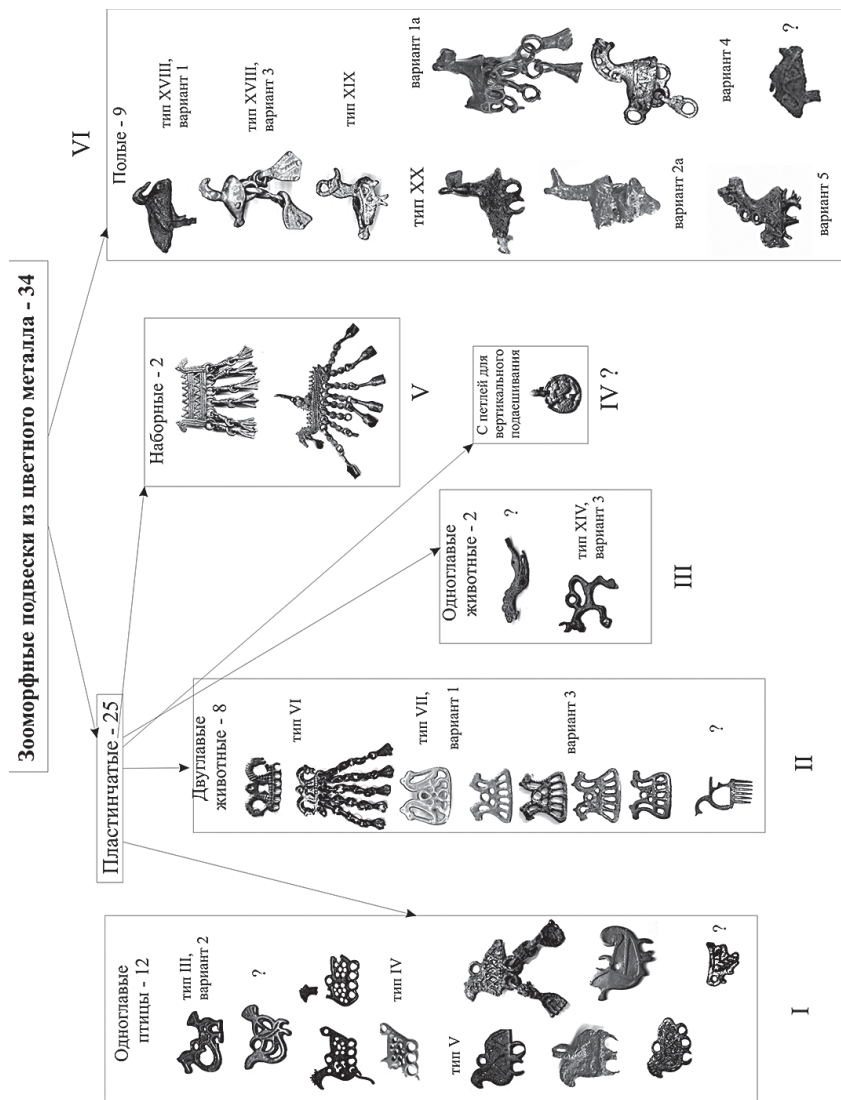 Зооморфные подвески из цветного металла - 34
Пластинчатые - 25
Одноглавые
птицы - 12
тип III,
вариант 2
?
тип IV
тип V
?
I
Двуглавые
животные - 8
тип VI
тип VII,
вариант 1
вариант 3
?
II
Одноглавые
животные - 2
?
тип XIV,
вариант 3
III
С петлей для
вертикального
подаешивания
IV ?
Наборные - 2
V
VI
Полые - 9
тип XVIII,
вариант 1
тип XVIII,
вариант 3
тип XIX
тип XX
вариант 1а
вариант 2а
вариант 4
вариант 5
?